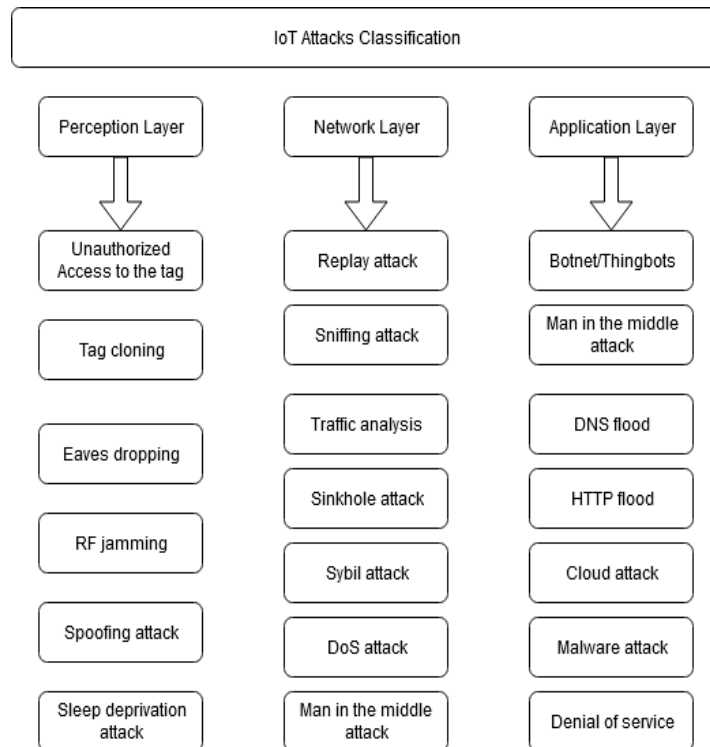 IoT Attacks Classification
Perception Layer
Unauthorized
Access to the tag
Tag cloning
Eaves dropping
RF jamming
Spoofing attack
Sleep deprivation
attack
Network Layer
Replay attack
Sniffing attack
Traffic analysis
Sinkhole attack
Sybil attack
DoS attack
Man in the middle
attack
Application Layer
Botnet/Thingbots
Man in the middle
attack
DNS flood
HTTP flood
Cloud attack
Malware attack
Denial of service